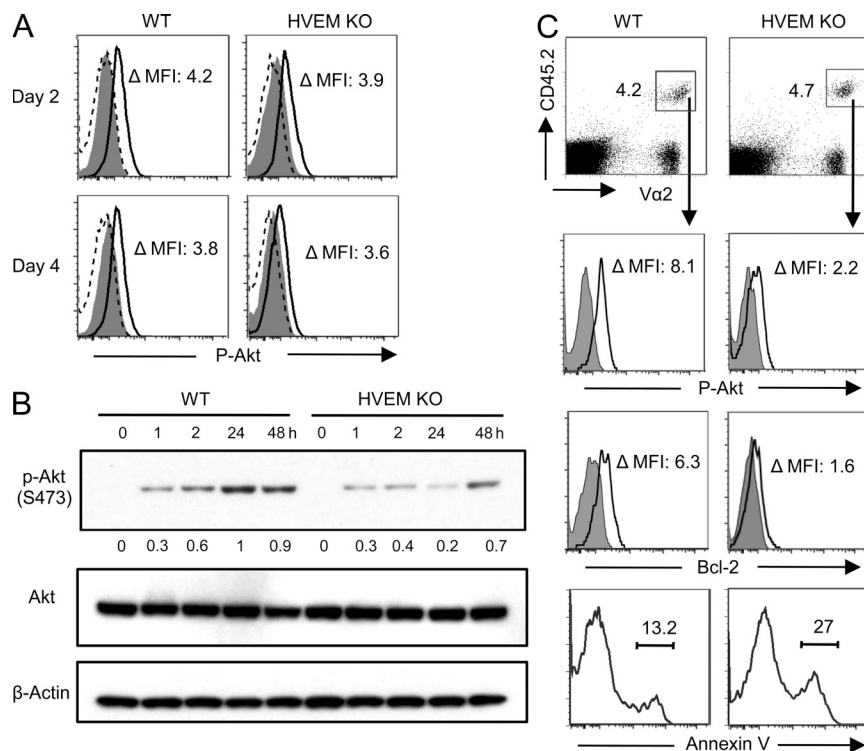 A
WT
HVEM KO
Day 2
Δ MFI: 4.2
Δ MFI: 3.9
Day 4
Δ MFI: 3.8
Δ MFI: 3.6
P-Akt
B
WT
HVEM KO
0 1 2 24 48 h 0 1 2 24 48 h
p-Akt
(S473)
0 0.3 0.6 1 0.9 0 0.3 0.4 0.2 0.7
Akt
β-Actin
C
WT
HVEM KO
CD45.2
4.2
4.7
Vα2
Δ MFI: 8.1
Δ MFI: 2.2
P-Akt
Δ MFI: 6.3
Δ MFI: 1.6
Bcl-2
13.2
27
Annexin V